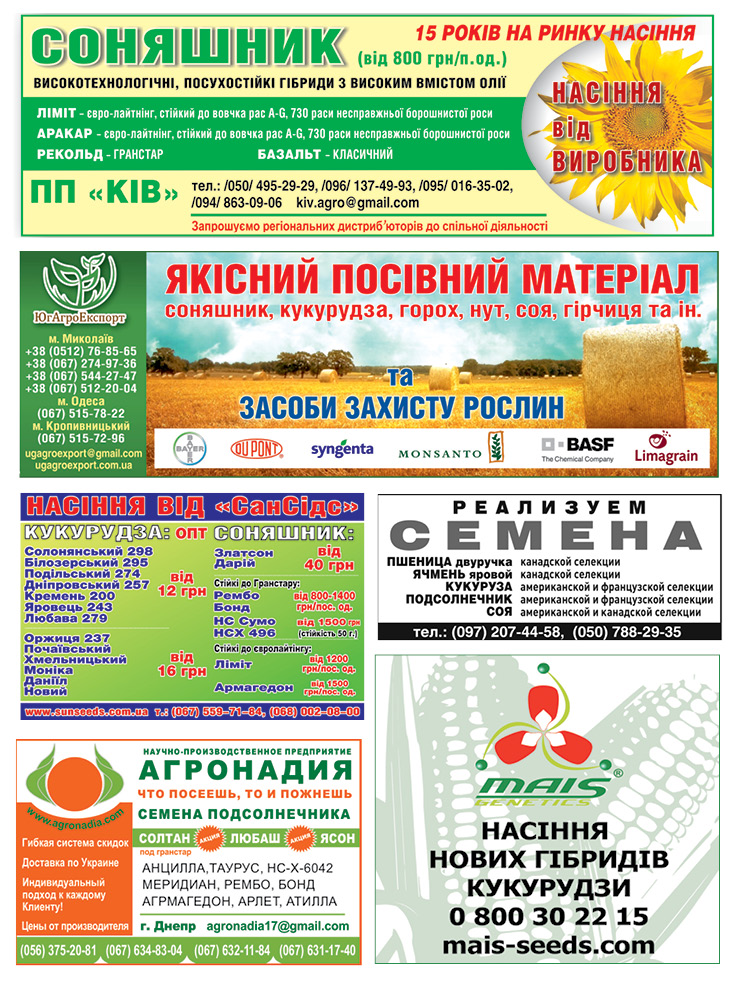 СОНЯШНИК (від 800 грн/п.од.)
15 РОКІВ НА РИНКУ НАСІННЯ
ВИСОКОТЕХНОЛОГІЧНІ, ПОСУХОСТІЙКІ ГІБРИДИ З ВИСОКИМ ВМІСТОМ ОЛІЇ
ЛІМІТ - євро-лайтнінг, стійкий до вовчка рас A-G, 730 раси несправжньої борошнистої роси
АРАКАР - євро-лайтнінг, стійкий до вовчка рас A-G, 730 раси несправжньої борошнистої роси
РЕКОЛЬД - ГРАНСТАР БАЗАЛЬТ - КЛАСИЧНИЙ
НАСІННЯ
від
ВИРОБНИКА
ПП «КІВ»
тел.: /050/ 495-29-29, /096/ 137-49-93, /095/ 016-35-02,
/094/ 863-09-06 kiv.agro@gmail.com
Запрошуємо регіональних дистриб'юторів до спільної діяльності
ЮгАгроЕкспорт
м. Миколаїв
+38 (0512) 76-85-65
+38 (067) 274-97-36
+38 (067) 544-27-47
+38 (067) 512-20-04
м. Одеса
(067) 515-78-22
м. Кропивницький
(067) 515-72-96
ugagroexport@gmail.com
ugagroexport.com.ua
ЯКІСНИЙ ПОСІВНИЙ МАТЕРІАЛ
соняшник, кукурудза, горох, нут, соя, гірчиця та ін.
та
ЗАСОБИ ЗАХИСТУ РОСЛИН
BAYER
DUPONT
syngenta
MONSANTO
BASF
The Chemical Company
Limagrain
НАСІННЯ ВІД «СанСідс»
КУКУРУДЗА: ОПТ СОНЯШНИК:
Солонянський 298
Білозерський 295
Подільський 274
Дніпровський 257
Кремень 200
Яровець 243
Любава 279
від
12 грн
Оржиця 237
Почаївський
Хмельницький
Моніка
Данііл
Новий
від
16 грн
Златсон
Дарій
від
40 грн
Стійкі до Гранстару:
Рембо
Бонд
від 800-1400
грн/пос. од.
НС Сумо
НСХ 496
від 1500 грн
(стійкість 50 г.)
Стійкі до євролайтінгу:
Ліміт
від 1200
грн/пос. од.
Армагедон
від 1500
грн/пос. од.
www.sunseeds.com.ua т.: (067) 559-71-84, (068) 002-08-00
РЕАЛИЗУЕМ
СЕМЕНА
ПШЕНИЦА двуручка канадской селекции
ЯЧМЕНЬ яровой канадской селекции
КУКУРУЗА американской и французской селекции
ПОДСОЛНЕЧНИК американской и французской селекции
СОЯ американской и канадской селекции
тел.: (097) 207-44-58, (050) 788-29-35
www.agronadia.com
Гибкая система скидок
Доставка по Украине
Индивидуальный
подход к каждому
Клиенту!
Цены от производителя
НАУЧНО-ПРОИЗВОДСТВЕННОЕ ПРЕДПРИЯТИЕ
АГРОНАДИЯ
ЧТО ПОСЕЕШЬ, ТО И ПОЖНЕШЬ
СЕМЕНА ПОДСОЛНЕЧНИКА
СОЛТАН АКЦИЯ ЛЮБАШ АКЦИЯ ЯСОН
под гранстар
АНЦИЛЛА,ТАУРУС, НС-Х-6042
МЕРИДИАН, РЕМБО, БОНД
АГРМАГЕДОН, АРЛЕТ, АТИЛЛА
г. Днепр agronadia17@gmail.com
(056) 375-20-81 (067) 634-83-04 (067) 632-11-84 (067) 631-17-40
MAIS®
GENETICS
НАСІННЯ
НОВИХ ГІБРИДІВ
КУКУРУДЗИ
0 800 30 22 15
mais-seeds.com